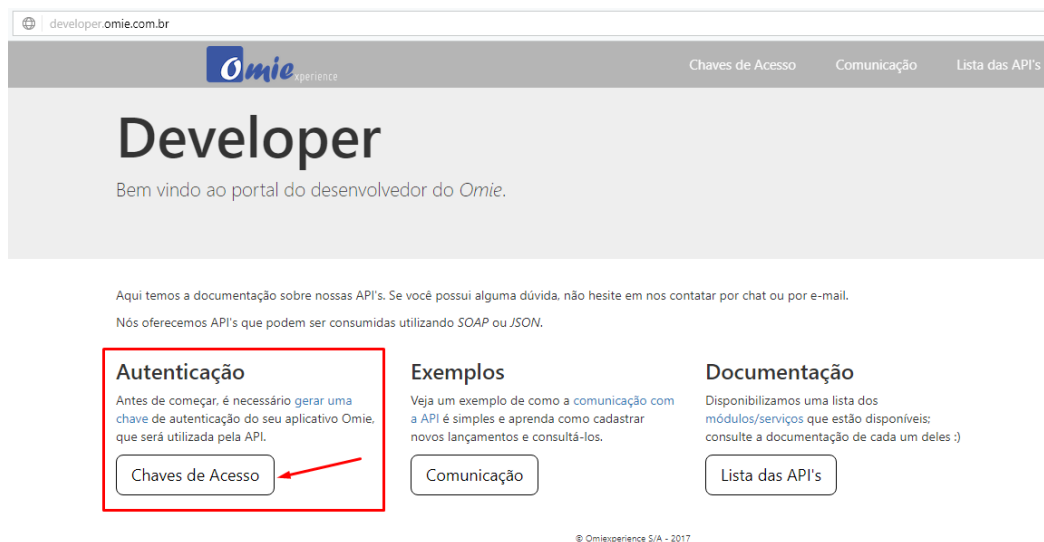 developer.omie.com.br
Omie xperience
Chaves de Acesso Comunicação Lista das API's
Developer
Bem vindo ao portal do desenvolvedor do Omie.
Aqui temos a documentação sobre nossas API's. Se você possui alguma dúvida, não hesite em nos contatar por chat ou por e-mail.
Nós oferecemos API's que podem ser consumidas utilizando SOAP ou JSON.
Autenticação
Antes de começar, é necessário gerar uma
chave de autenticação do seu aplicativo Omie,
que será utilizada pela API.
Chaves de Acesso
Exemplos
Veja um exemplo de como a comunicação com
a API é simples e aprenda como cadastrar
novos lançamentos e consultá-los.
Comunicação
Documentação
Disponibilizamos uma lista dos
módulos/serviços que estão disponíveis;
consulte a documentação de cada um deles :)
Lista das API's
© Omiexperience S/A - 2017